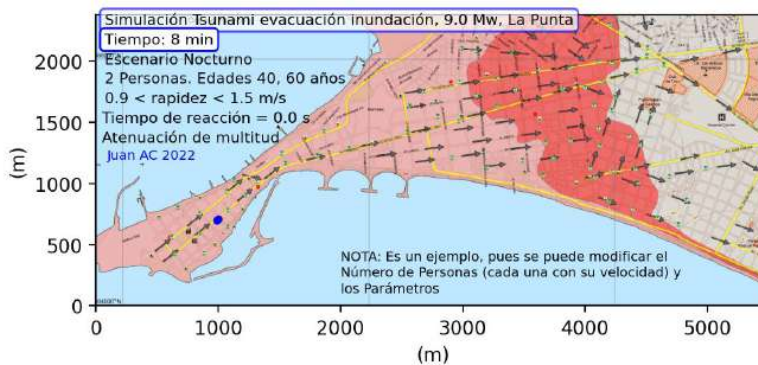 Simulación Tsunami evacuación inundación, 9.0 Mw, La Punta
Tiempo: 8 min
Escenario Nocturno
2 Personas. Edades 40, 60 años
0.9 < rapidez < 1.5 m/s
Tiempo de reacción = 0.0 s
Atenuación de multitud
Juan AC 2022
NOTA: Es un ejemplo, pues se puede modificar el
Número de Personas (cada una con su velocidad) y
los Parámetros
2000
1500
1000
500
0
(m)
0 1000 2000 3000 4000 5000
(m)